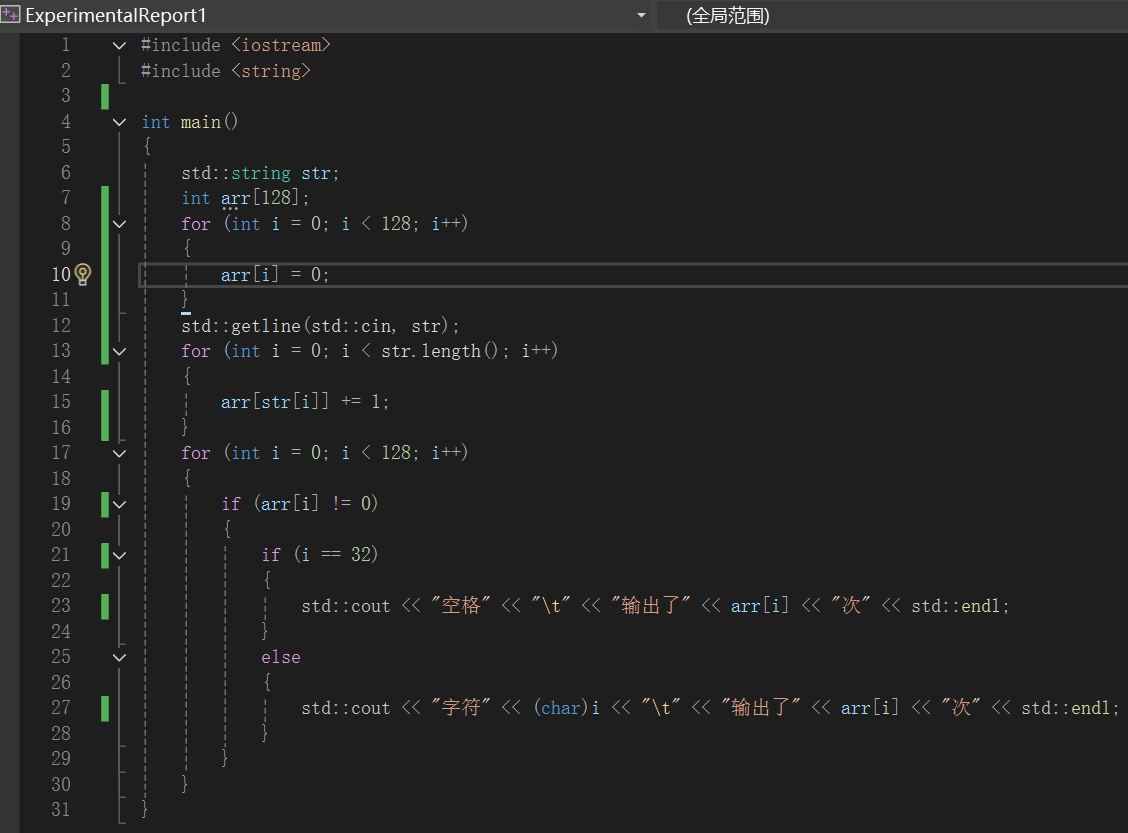 ExperimentalReport1 (全局范围)
1 #include <iostream>
2 #include <string>
3
4 int main()
5 {
6 std::string str;
7 int arr[128];
8 for (int i = 0; i < 128; i++)
9 {
10 arr[i] = 0;
11 }
12 std::getline(std::cin, str);
13 for (int i = 0; i < str.length(); i++)
14 {
15 arr[str[i]] += 1;
16 }
17 for (int i = 0; i < 128; i++)
18 {
19 if (arr[i] != 0)
20 {
21 if (i == 32)
22 {
23 std::cout << "空格" << "\t" << "输出了" << arr[i] << "次" << std::endl;
24 }
25 else
26 {
27 std::cout << "字符" << (char)i << "\t" << "输出了" << arr[i] << "次" << std::endl;
28 }
29 }
30 }
31 }